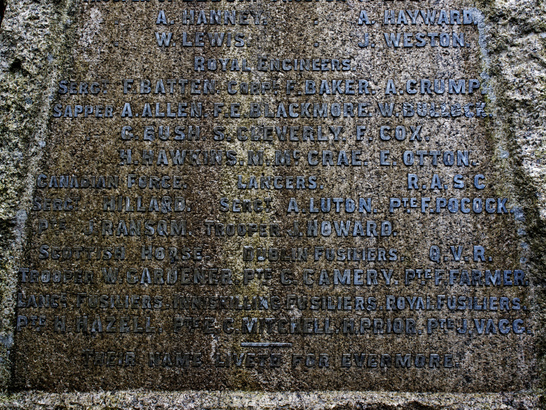 A. HANNEY. A. HAYWARD.
W. LEWIS. J. WESTON.
ROYAL ENGINEERS.
SERGT F. BATTEN. CORPL F. BAKER. A. CRUMP.
SAPPER A. ALLEN. F. E. BLACKMORE. W.
C. BUSH. S. CLEVERLY. F. COX.
H. HAWKINS. M. McCRAE. E. OTTON.
CANADIAN FORCE. LANCERS. R.A.S.C.
SERGT HILLARD. SERGT A. LUTON. PTE F. POCOCK.
PTE J. RANSOM. TROOPER J. HOWARD.
SCOTTISH HORSE. DUBLIN FUSILIERS. Q.V.R.
TROOPER W. GARDENER. PTE G. CAMERY. PTE F. FARMER.
LANCS FUSILIERS. INNISKILLING FUSILIERS. ROYAL FUSILIERS.
PTE H. HAZELL. PTE E. C. MITCHELL. H. PRIOR. PTE J. VAGG.
THEIR NAME LIVETH FOR EVERMORE.